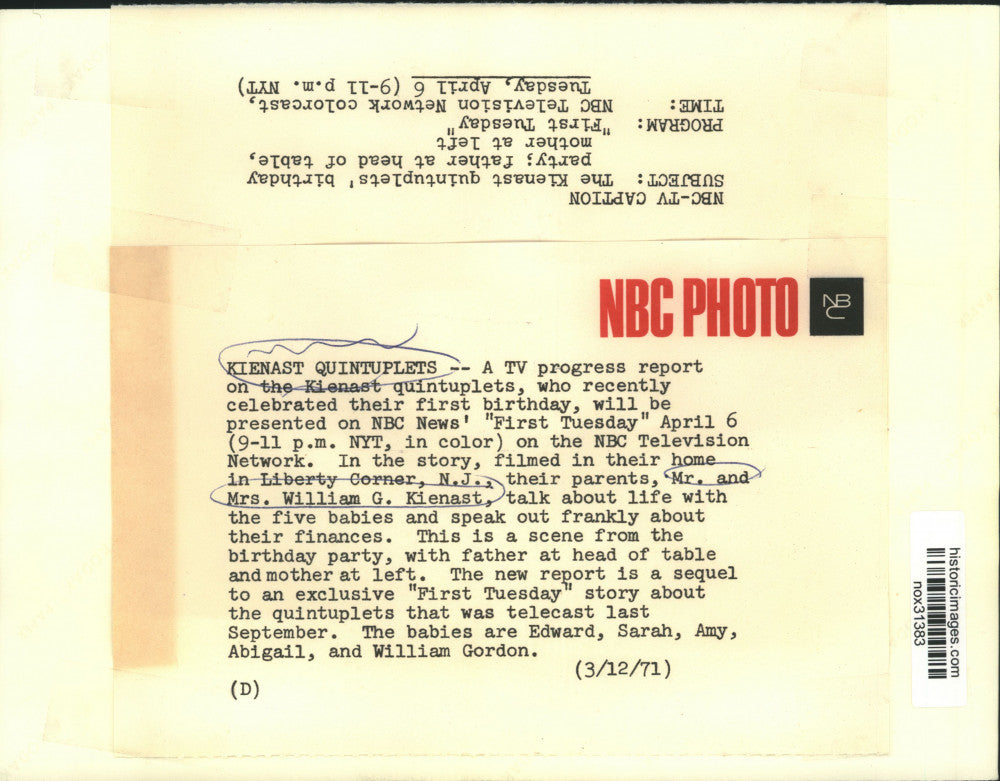 NBC-TV CAPTION
SUBJECT: The Kienast quintuplets' birthday
party; father at head of table,
mother at left
PROGRAM: "First Tuesday"
TIME: NBC Television Network colorcast,
Tuesday, April 6 (9-11 p.m. NYT)
NBC PHOTO
NBC
KIENAST QUINTUPLETS -- A TV progress report
on the Kienast quintuplets, who recently
celebrated their first birthday, will be
presented on NBC News' "First Tuesday" April 6
(9-11 p.m. NYT, in color) on the NBC Television
Network. In the story, filmed in their home
in Liberty Corner, N.J., their parents, Mr. and
Mrs. William G. Kienast, talk about life with
the five babies and speak out frankly about
their finances. This is a scene from the
birthday party, with father at head of table
and mother at left. The new report is a sequel
to an exclusive "First Tuesday" story about
the quintuplets that was telecast last
September. The babies are Edward, Sarah, Amy,
Abigail, and William Gordon.
(3/12/71)
(D)
historicimages.com
nox31383